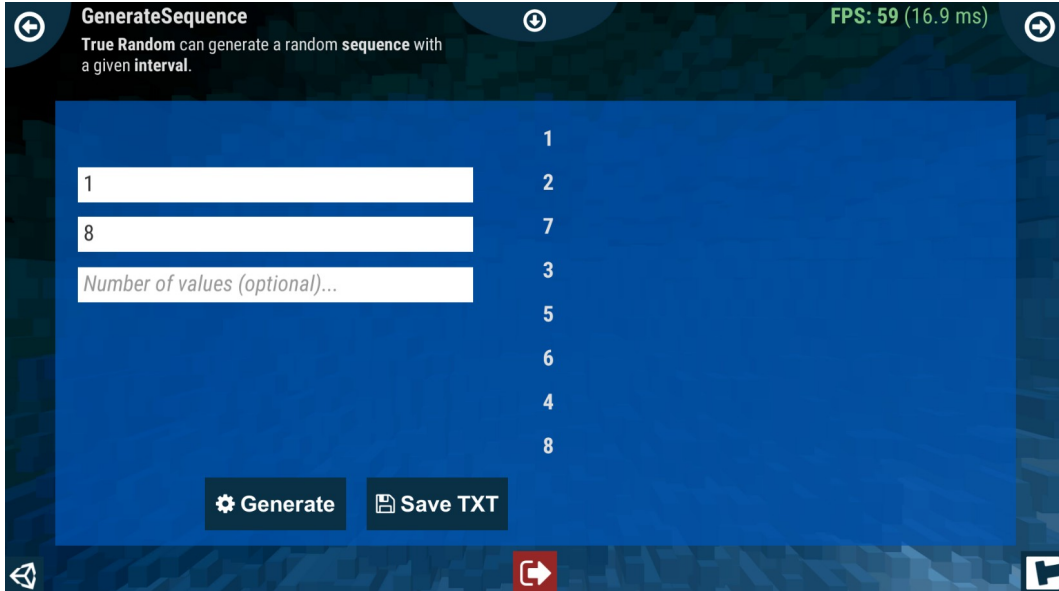 GenerateSequence
True Random can generate a random sequence with
a given interval.
FPS: 59 (16.9 ms)
1
8
Number of values (optional)...
1
2
7
3
5
6
4
8
Generate
Save TXT